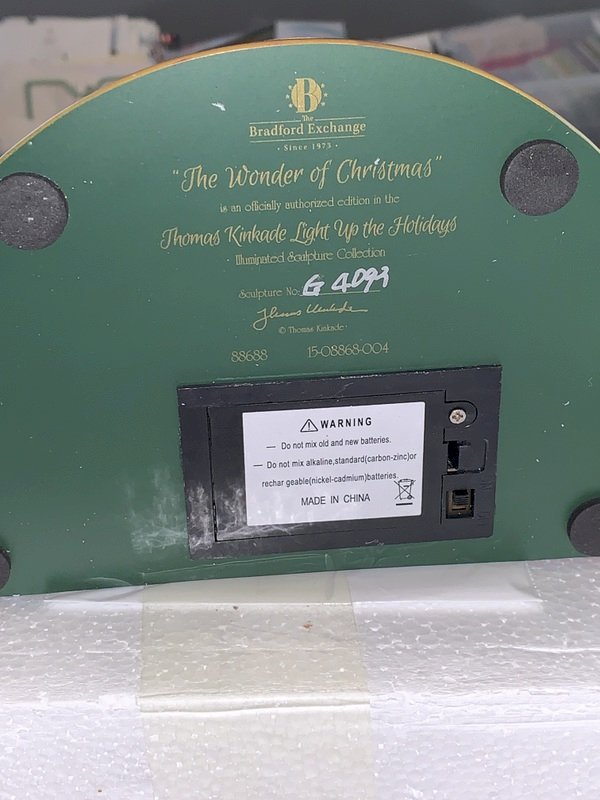 B
The
Bradford Exchange
· Since 1973 ·
"The Wonder of Christmas"
is an officially authorized edition in the
Thomas Kinkade Light Up the Holidays
Illuminated Sculpture Collection
Sculpture No. G 4093
Thomas Kinkade
© Thomas Kinkade
88688 15-08868-004
WARNING
— Do not mix old and new batteries.
— Do not mix alkaline,standard(carbon-zinc)or
rechar geable(nickel-cadmium)batteries.
MADE IN CHINA